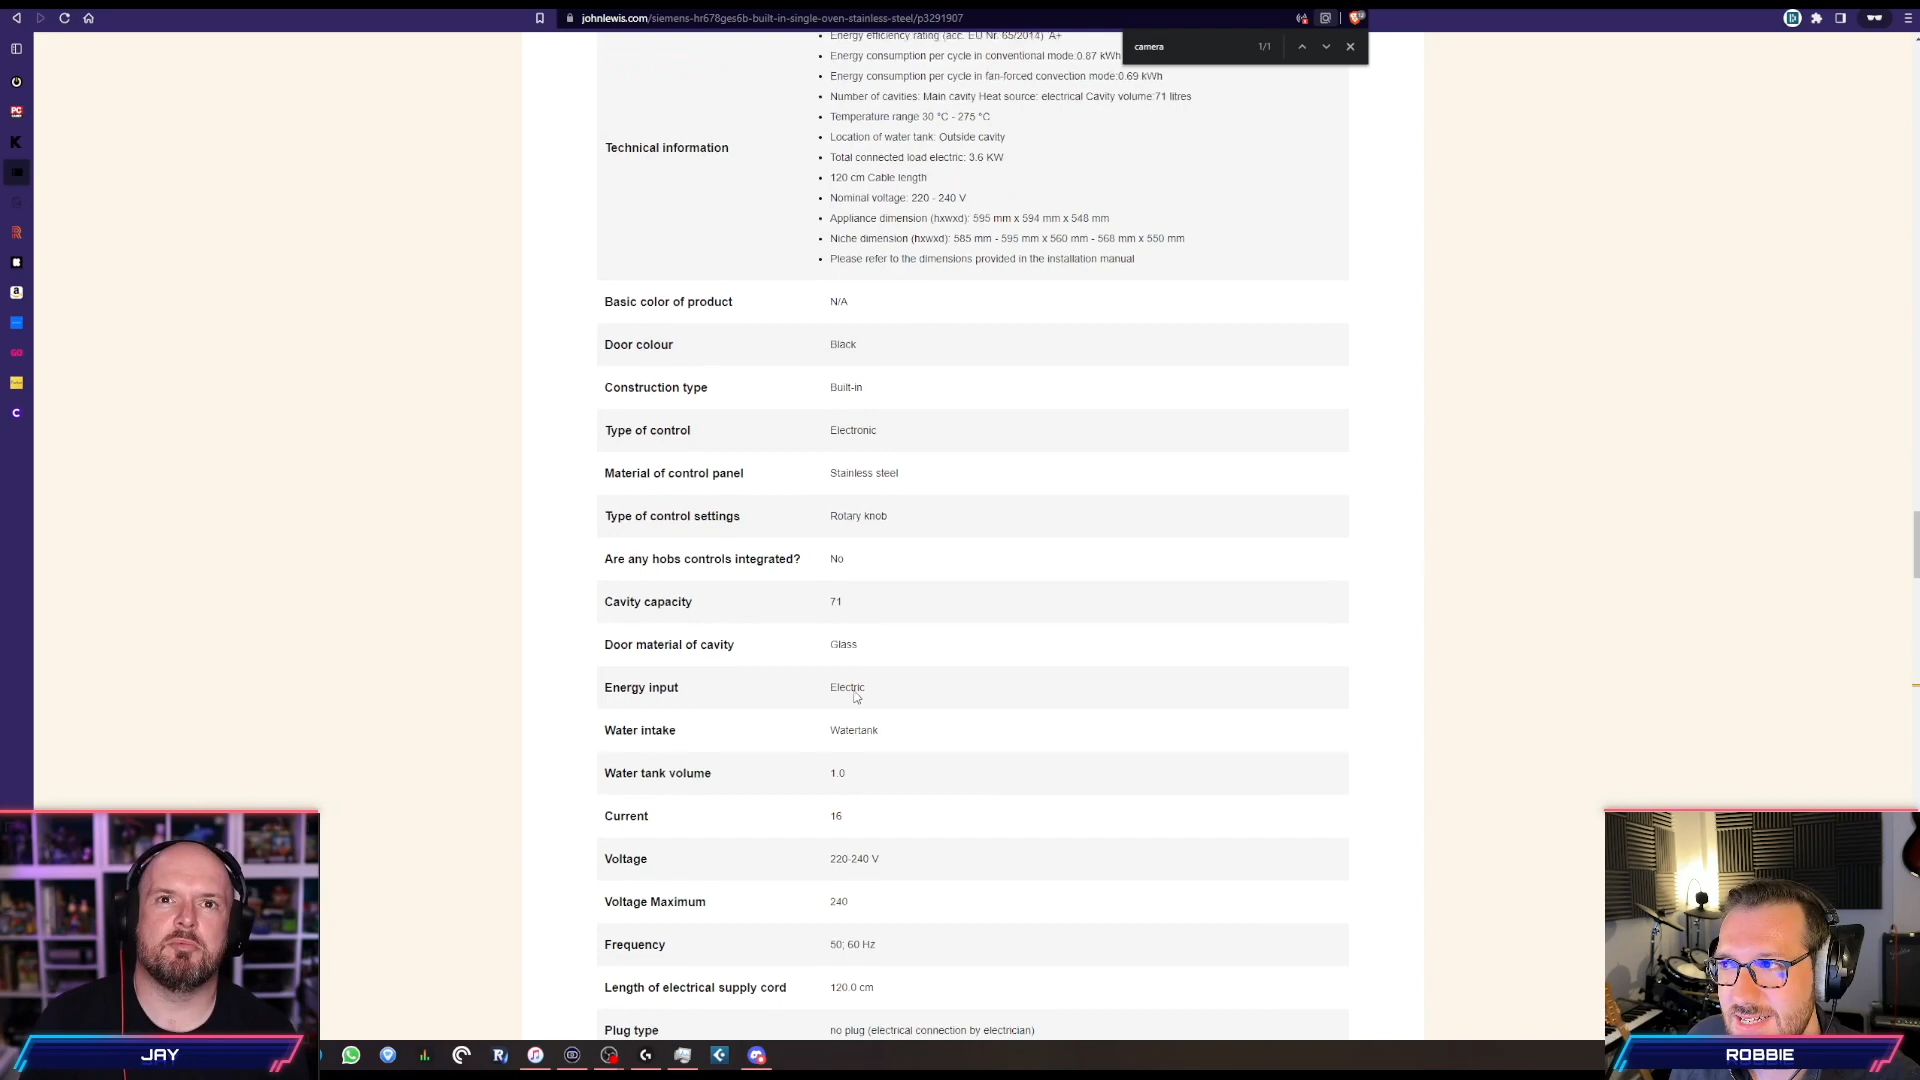 johnlewis.com/siemens-hr678ges6b-built-in-single-oven-stainless-steel/p3291907
camera 1/1
Energy efficiency rating (acc. EU Nr. 65/2014) A+
Energy consumption per cycle in conventional mode:0.87 kWh
Energy consumption per cycle in fan-forced convection mode:0.69 kWh
Number of cavities: Main cavity Heat source: electrical Cavity volume:71 litres
Temperature range 30 °C - 275 °C
Location of water tank: Outside cavity
Technical information
Total connected load electric: 3.6 KW
120 cm Cable length
Nominal voltage: 220 - 240 V
Appliance dimension (hxwxd): 595 mm x 594 mm x 548 mm
Niche dimension (hxwxd): 585 mm - 595 mm x 560 mm - 568 mm x 550 mm
Please refer to the dimensions provided in the installation manual
Basic color of product N/A
Door colour Black
Construction type Built-in
Type of control Electronic
Material of control panel Stainless steel
Type of control settings Rotary knob
Are any hobs controls integrated? No
Cavity capacity 71
Door material of cavity Glass
Energy input Electric
Water intake Watertank
Water tank volume 1.0
Current 16
Voltage 220-240 V
Voltage Maximum 240
Frequency 50; 60 Hz
Length of electrical supply cord 120.0 cm
Plug type no plug (electrical connection by electrician)
JAY
ROBBIE